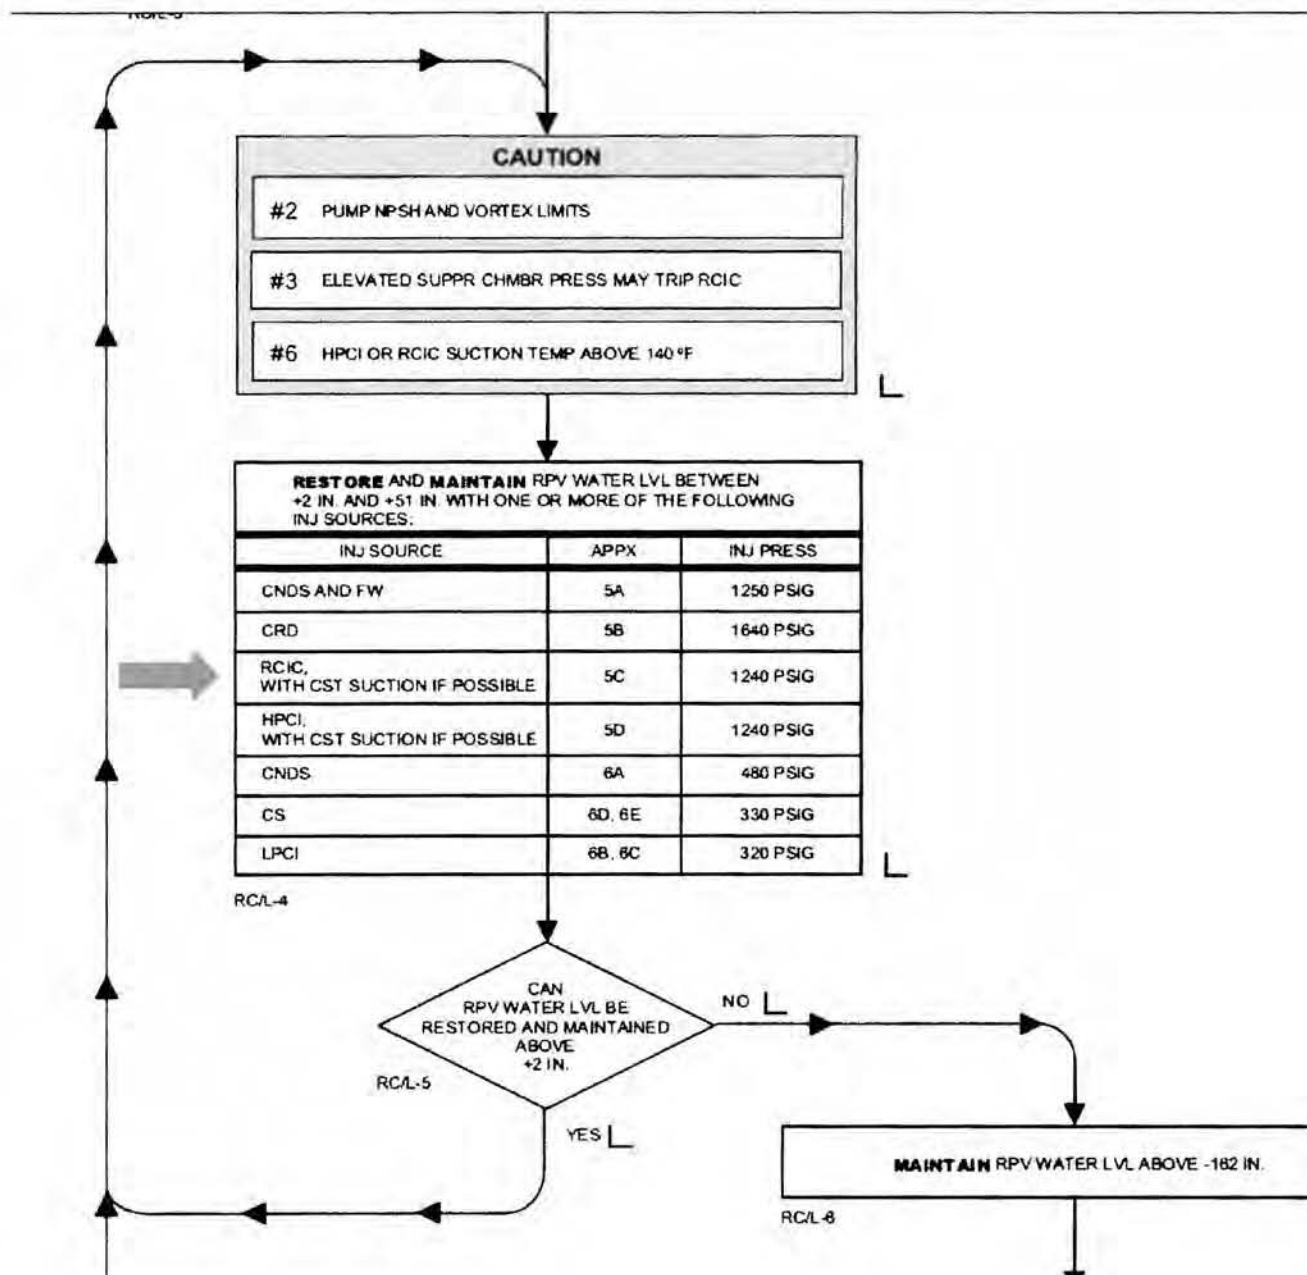 RC/L-3
CAUTION
#2 PUMP NPSH AND VORTEX LIMITS
#3 ELEVATED SUPPR CHMBR PRESS MAY TRIP RCIC
#6 HPCI OR RCIC SUCTION TEMP ABOVE 140 ºF
RESTORE AND MAINTAIN RPV WATER LVL BETWEEN
+2 IN. AND +51 IN. WITH ONE OR MORE OF THE FOLLOWING
INJ SOURCES:
INJ SOURCE APPX INJ PRESS
CNDS AND FW 5A 1250 PSIG
CRD 5B 1640 PSIG
RCIC,
WITH CST SUCTION IF POSSIBLE 5C 1240 PSIG
HPCI,
WITH CST SUCTION IF POSSIBLE 5D 1240 PSIG
CNDS 6A 480 PSIG
CS 6D, 6E 330 PSIG
LPCI 6B, 6C 320 PSIG
RC/L-4
CAN
RPV WATER LVL BE
RESTORED AND MAINTAINED
ABOVE
+2 IN.
NO
RC/L-5
YES
MAINTAIN RPV WATER LVL ABOVE -162 IN.
RC/L-6